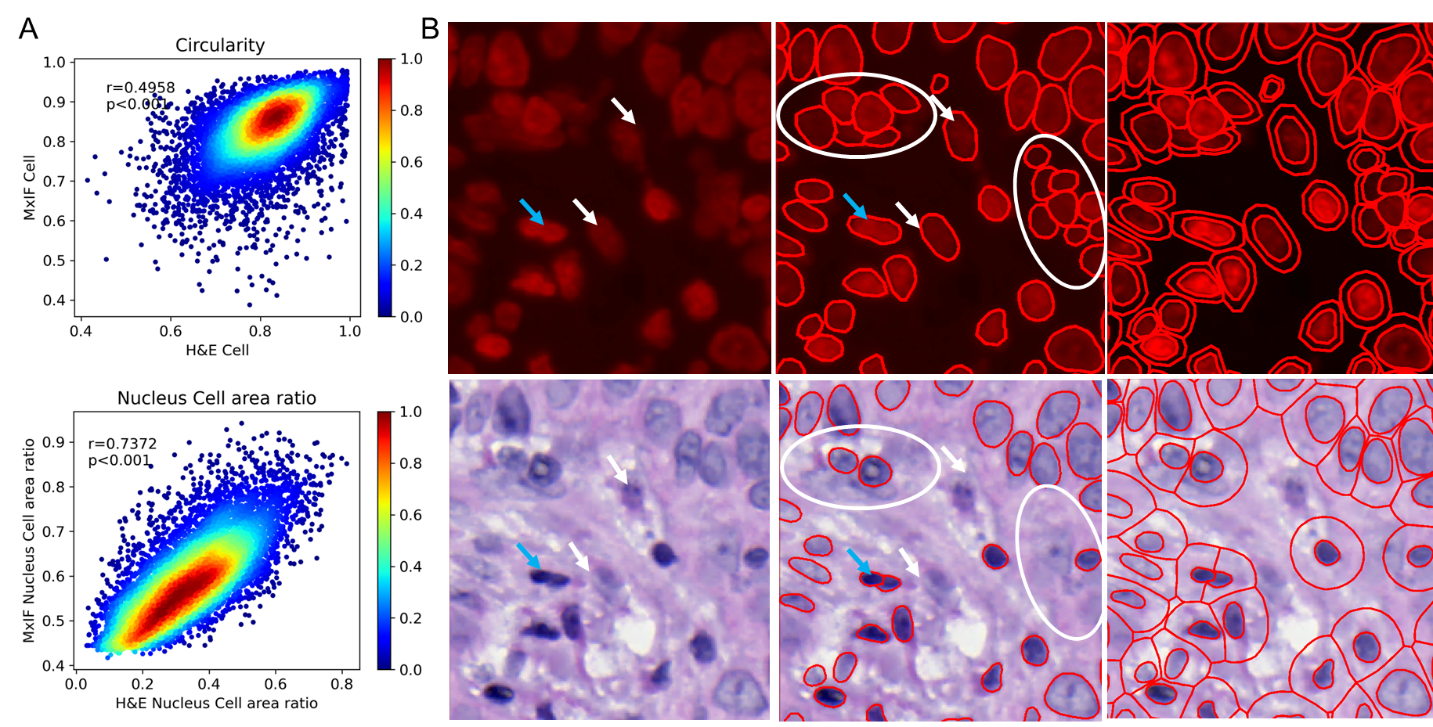 A
B
Circularity
r=0.4958
p<0.001
MxIF Cell
1.0
0.9
0.8
0.7
0.6
0.5
0.4
0.4
0.6
0.8
1.0
H&E Cell
1.0
0.8
0.6
0.4
0.2
0.0
Nucleus Cell area ratio
r=0.7372
p<0.001
MxIF Nucleus Cell area ratio
0.9
0.8
0.7
0.6
0.5
0.4
0.0
0.2
0.4
0.6
0.8
H&E Nucleus Cell area ratio
1.0
0.8
0.6
0.4
0.2
0.0